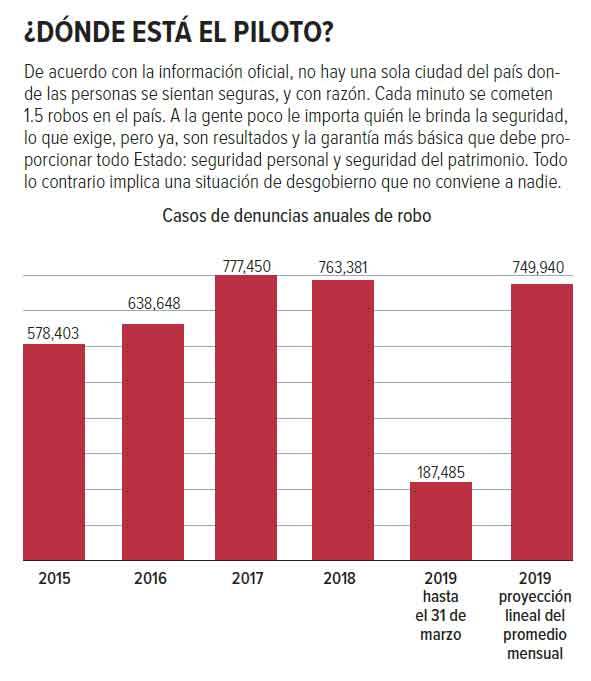 ¿DÓNDE ESTÁ EL PILOTO?
De acuerdo con la información oficial, no hay una sola ciudad del país don-
de las personas se sientan seguras, y con razón. Cada minuto se cometen
1.5 robos en el país. A la gente poco le importa quién le brinda la seguridad,
lo que exige, pero ya, son resultados y la garantía más básica que debe pro-
porcionar todo Estado: seguridad personal y seguridad del patrimonio. Todo
lo contrario implica una situación de desgobierno que no conviene a nadie.
Casos de denuncias anuales de robo
578,403
638,648
777,450
763,381
187,485
749,940
2015
2016
2017
2018
2019
hasta
el 31 de
marzo
2019
proyección
lineal del
promedio
mensual